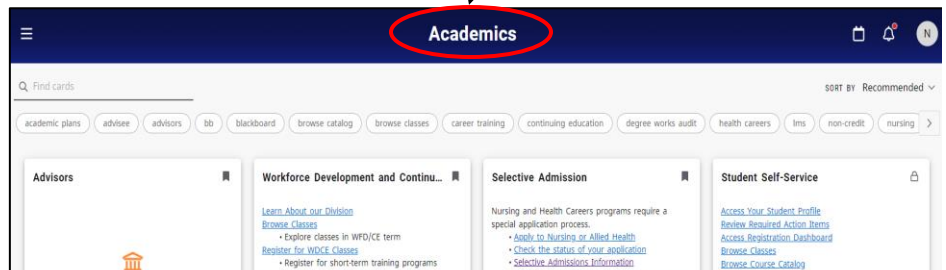 Academics
N
Find cards
SORT BY Recommended
academic plans advisee advisors bb blackboard browse catalog browse classes career training continuing education degree works audit health careers lms non-credit nursing
Advisors
Workforce Development and Continu...
Learn About our Division
Browse Classes
• Explore classes in WFD/CE term
Register for WDCE Classes
• Register for short-term training programs
Selective Admission
Nursing and Health Careers programs require a
special application process.
• Apply to Nursing or Allied Health
• Check the status of your application
• Selective Admissions Information
Student Self-Service
Access Your Student Profile
Review Required Action Items
Access Registration Dashboard
Browse Classes
Browse Course Catalog